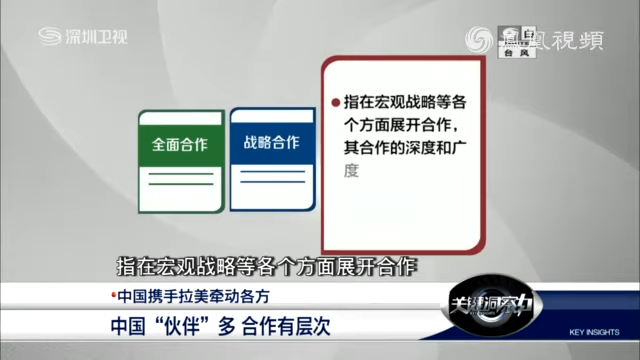 深圳卫视
凤凰视频
台风
全面合作
战略合作
指在宏观战略等各
个方面展开合作，
其合作的深度和广
度
指在宏观战略等各个方面展开合作
•中国携手拉美牵动各方
中国“伙伴”多 合作有层次
关键洞察力
KEY INSIGHTS